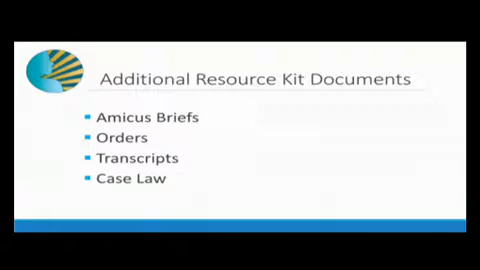 Additional Resource Kit Documents
Amicus Briefs
Orders
Transcripts
Case Law